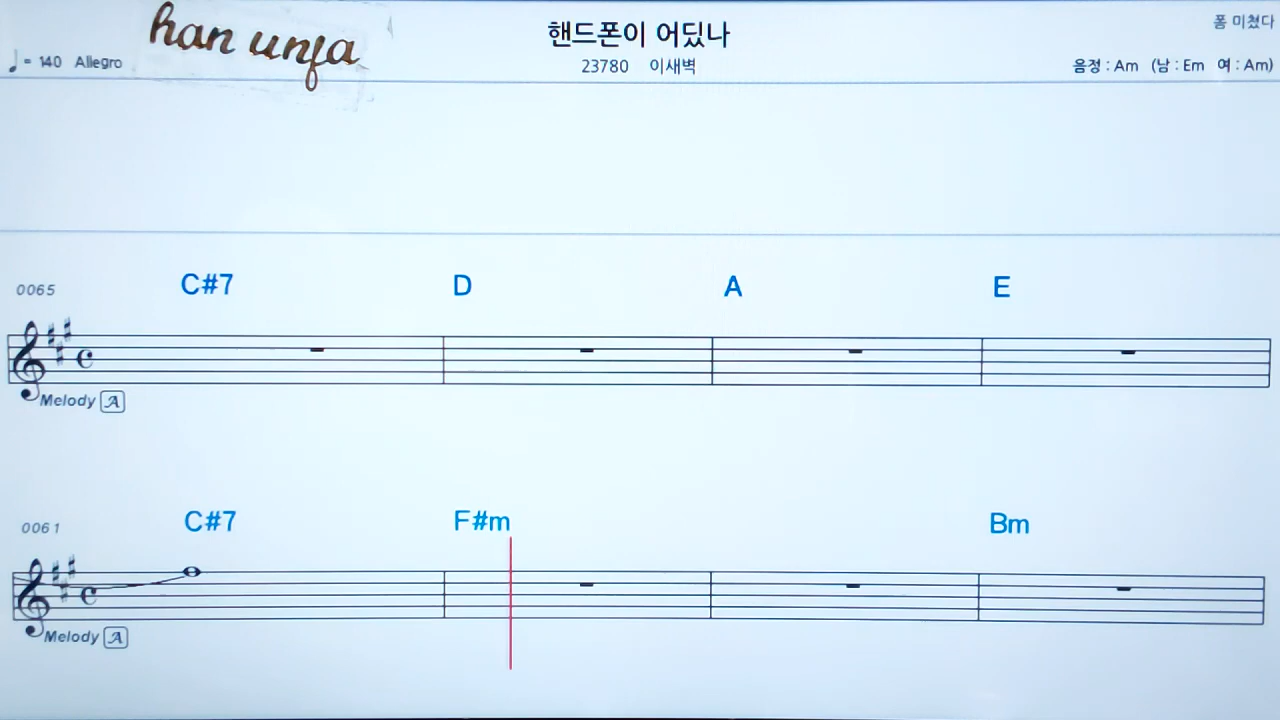 han unfa
핸드폰이 어딨나
폼 미쳤다
♩ = 140 Allegro
23780 이새벽
음정 : Am (남 : Em 여 : Am)
0065
C#7 D A E
Melody A
0061
C#7 F#m Bm
Melody A